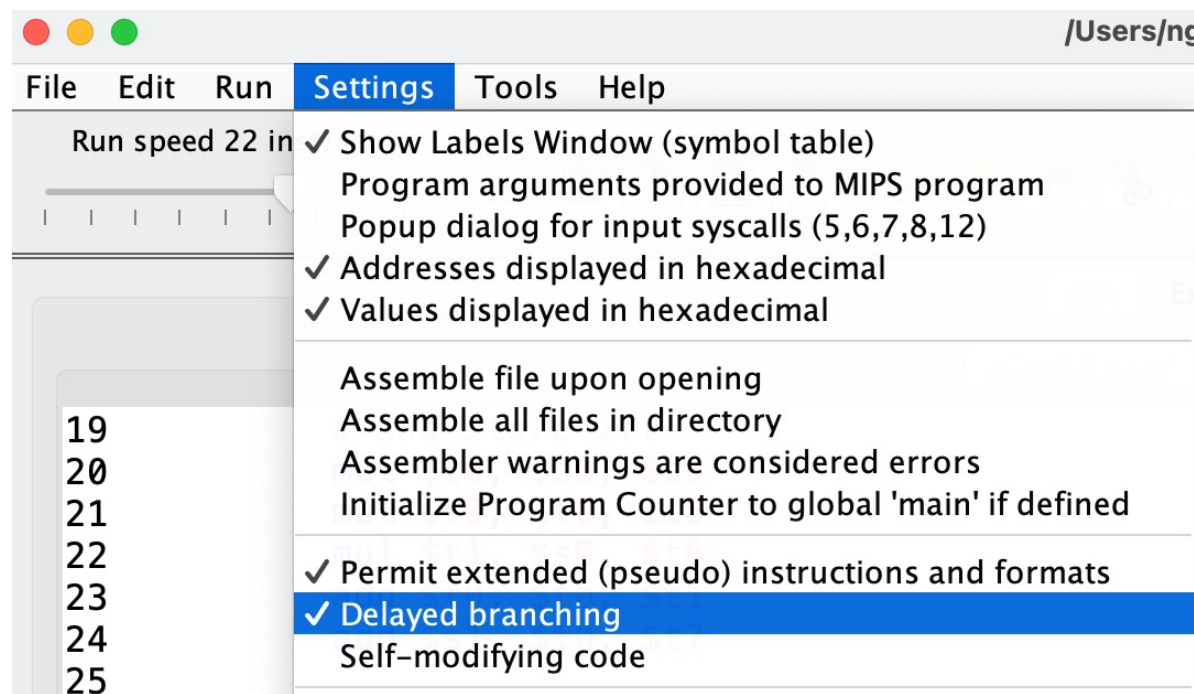 /Users/ng
File Edit Run Settings Tools Help
Run speed 22 in
✓ Show Labels Window (symbol table)
Program arguments provided to MIPS program
Popup dialog for input syscalls (5,6,7,8,12)
✓ Addresses displayed in hexadecimal
✓ Values displayed in hexadecimal
Assemble file upon opening
Assemble all files in directory
Assembler warnings are considered errors
Initialize Program Counter to global 'main' if defined
✓ Permit extended (pseudo) instructions and formats
✓ Delayed branching
Self-modifying code
19
20
21
22
23
24
25